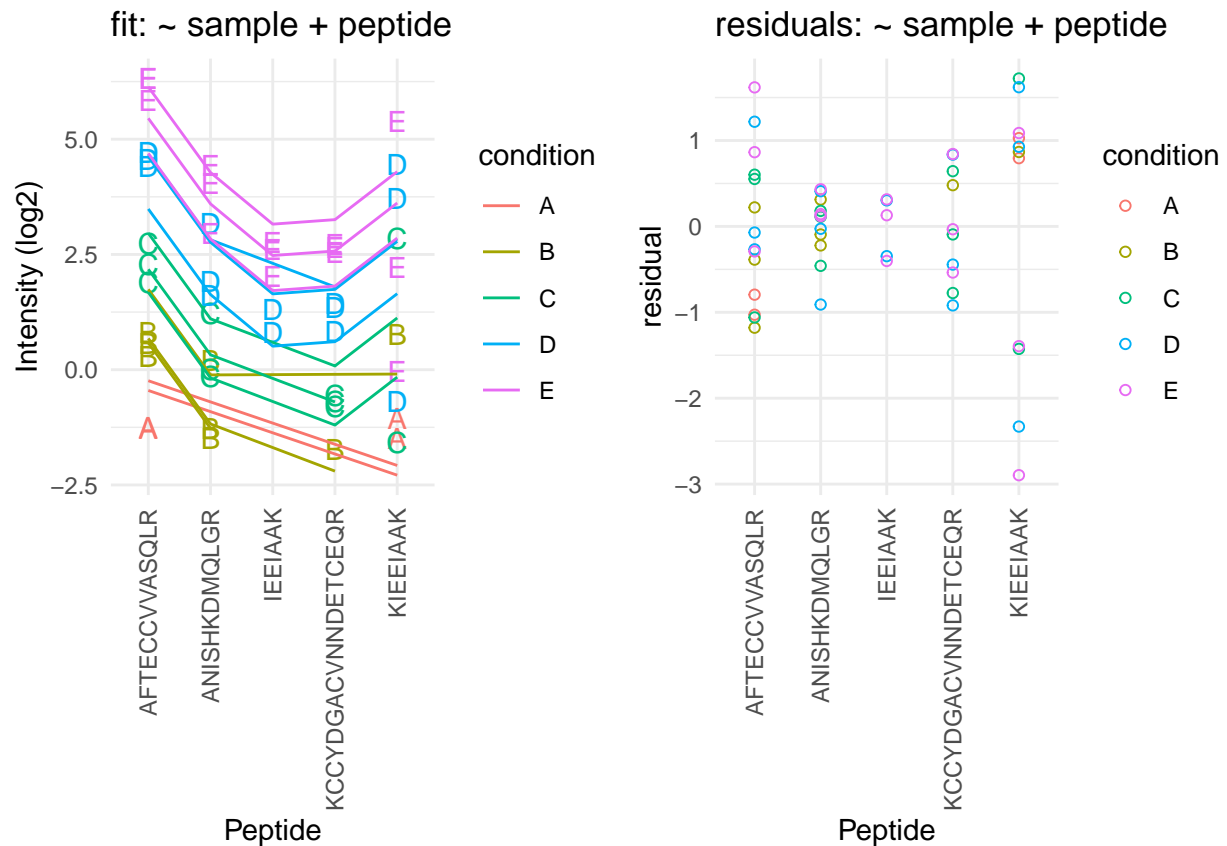 fit: ~ sample + peptide
Intensity (log2)
5.0
2.5
0.0
−2.5
E
E
E
D
D
D
C
C
C
B
B
B
A
E
E
E
D
D
D
C
C
C
B
B
B
E
E
E
D
D
E
E
E
D
D
D
C
C
C
B
E
D
D
C
E
B
E
D
A
A
C
AFTECCVVASQLR
ANISHKDMQLGR
IEEIAAK
KCCYDGACVNNDETCEQR
KIEEIAAK
Peptide
condition
A
B
C
D
E
residuals: ~ sample + peptide
residual
1
0
−1
−2
−3
AFTECCVVASQLR
ANISHKDMQLGR
IEEIAAK
KCCYDGACVNNDETCEQR
KIEEIAAK
Peptide
condition
A
B
C
D
E